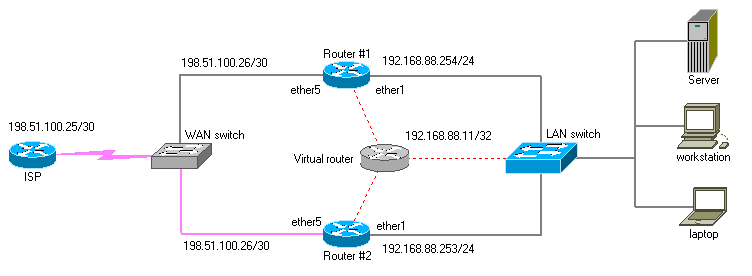 Router #1
198.51.100.26/30
192.168.88.254/24
ether5
ether1
Server
198.51.100.25/30
WAN switch
192.168.88.11/32
LAN switch
ISP
Virtual router
workstation
ether5
ether1
198.51.100.26/30
192.168.88.253/24
Router #2
laptop